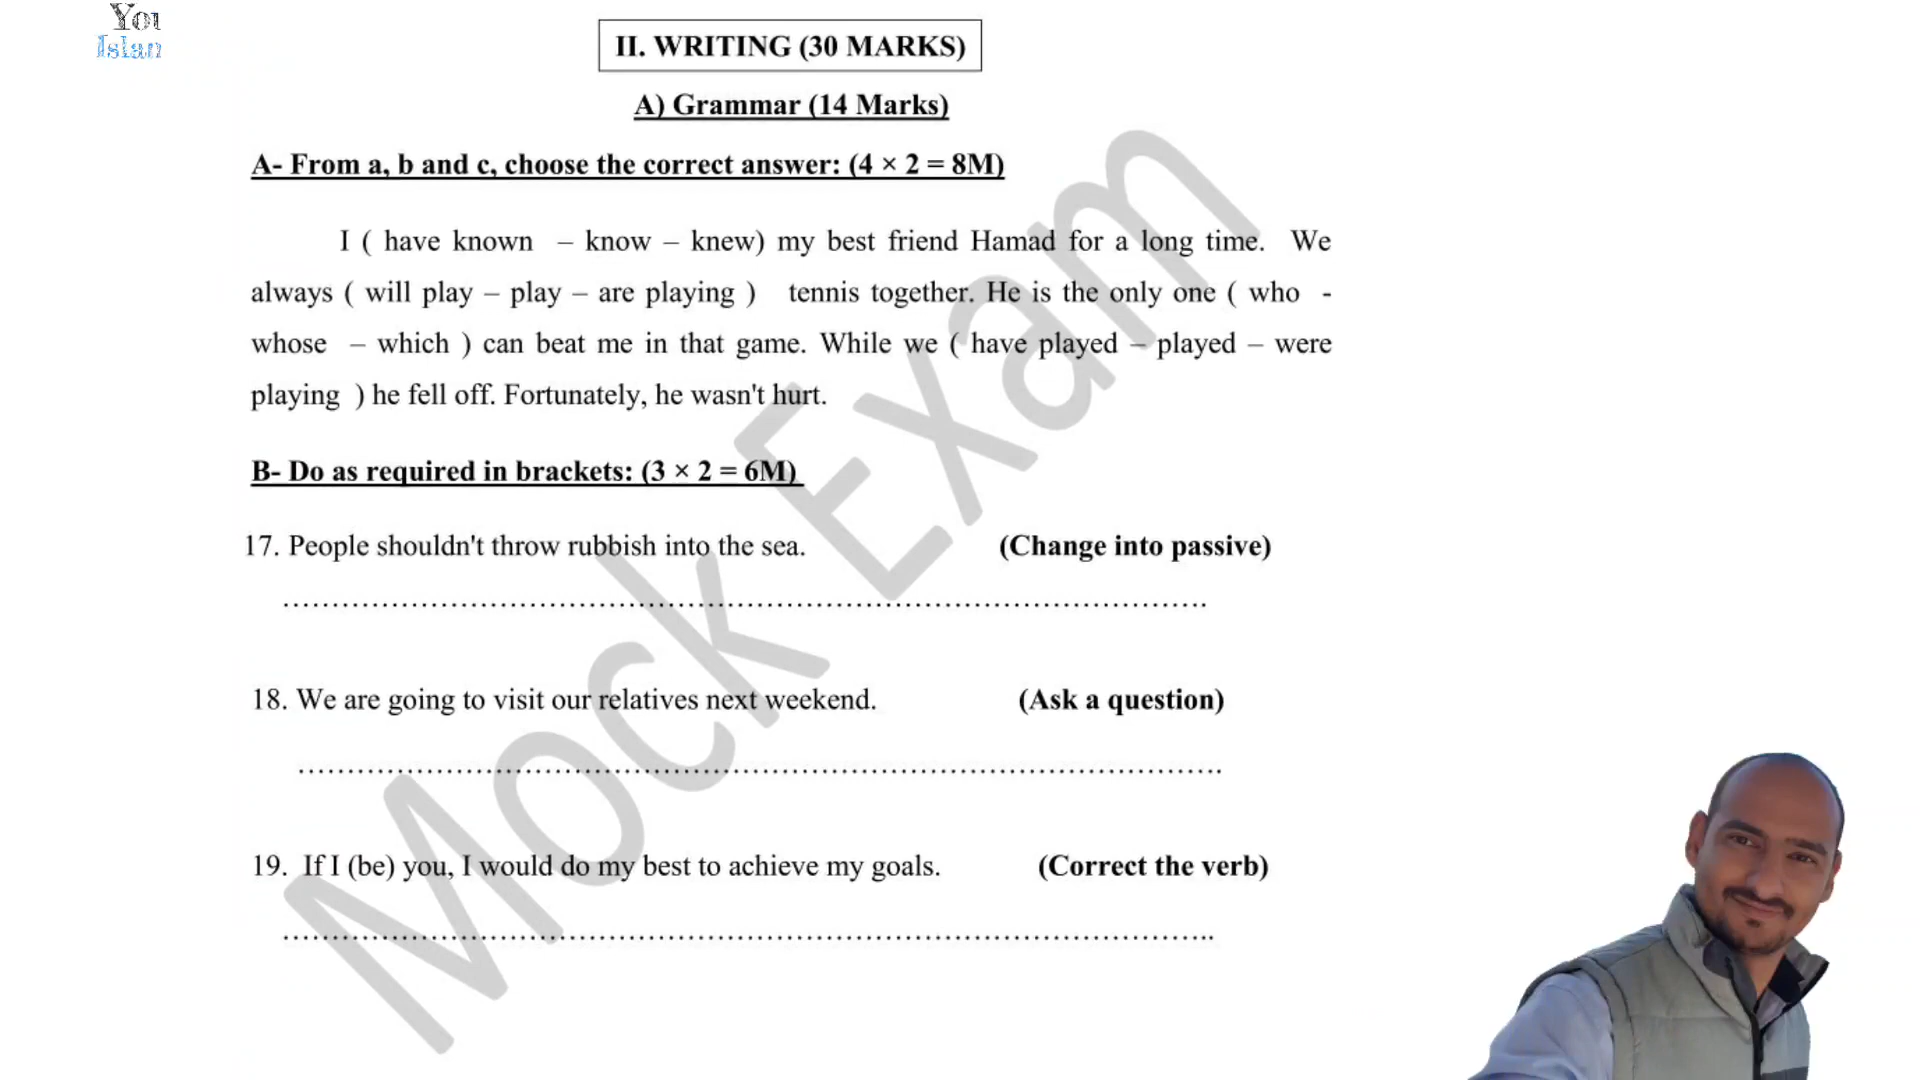 You
Islan
II. WRITING (30 MARKS)
A) Grammar (14 Marks)
A- From a, b and c, choose the correct answer: (4 × 2 = 8M)
I ( have known – know – knew) my best friend Hamad for a long time. We
always ( will play – play – are playing ) tennis together. He is the only one ( who -
whose – which ) can beat me in that game. While we ( have played – played – were
playing ) he fell off. Fortunately, he wasn't hurt.
B- Do as required in brackets: (3 × 2 = 6M)
17. People shouldn't throw rubbish into the sea. (Change into passive)
18. We are going to visit our relatives next weekend. (Ask a question)
19. If I (be) you, I would do my best to achieve my goals. (Correct the verb)
Mock Exam